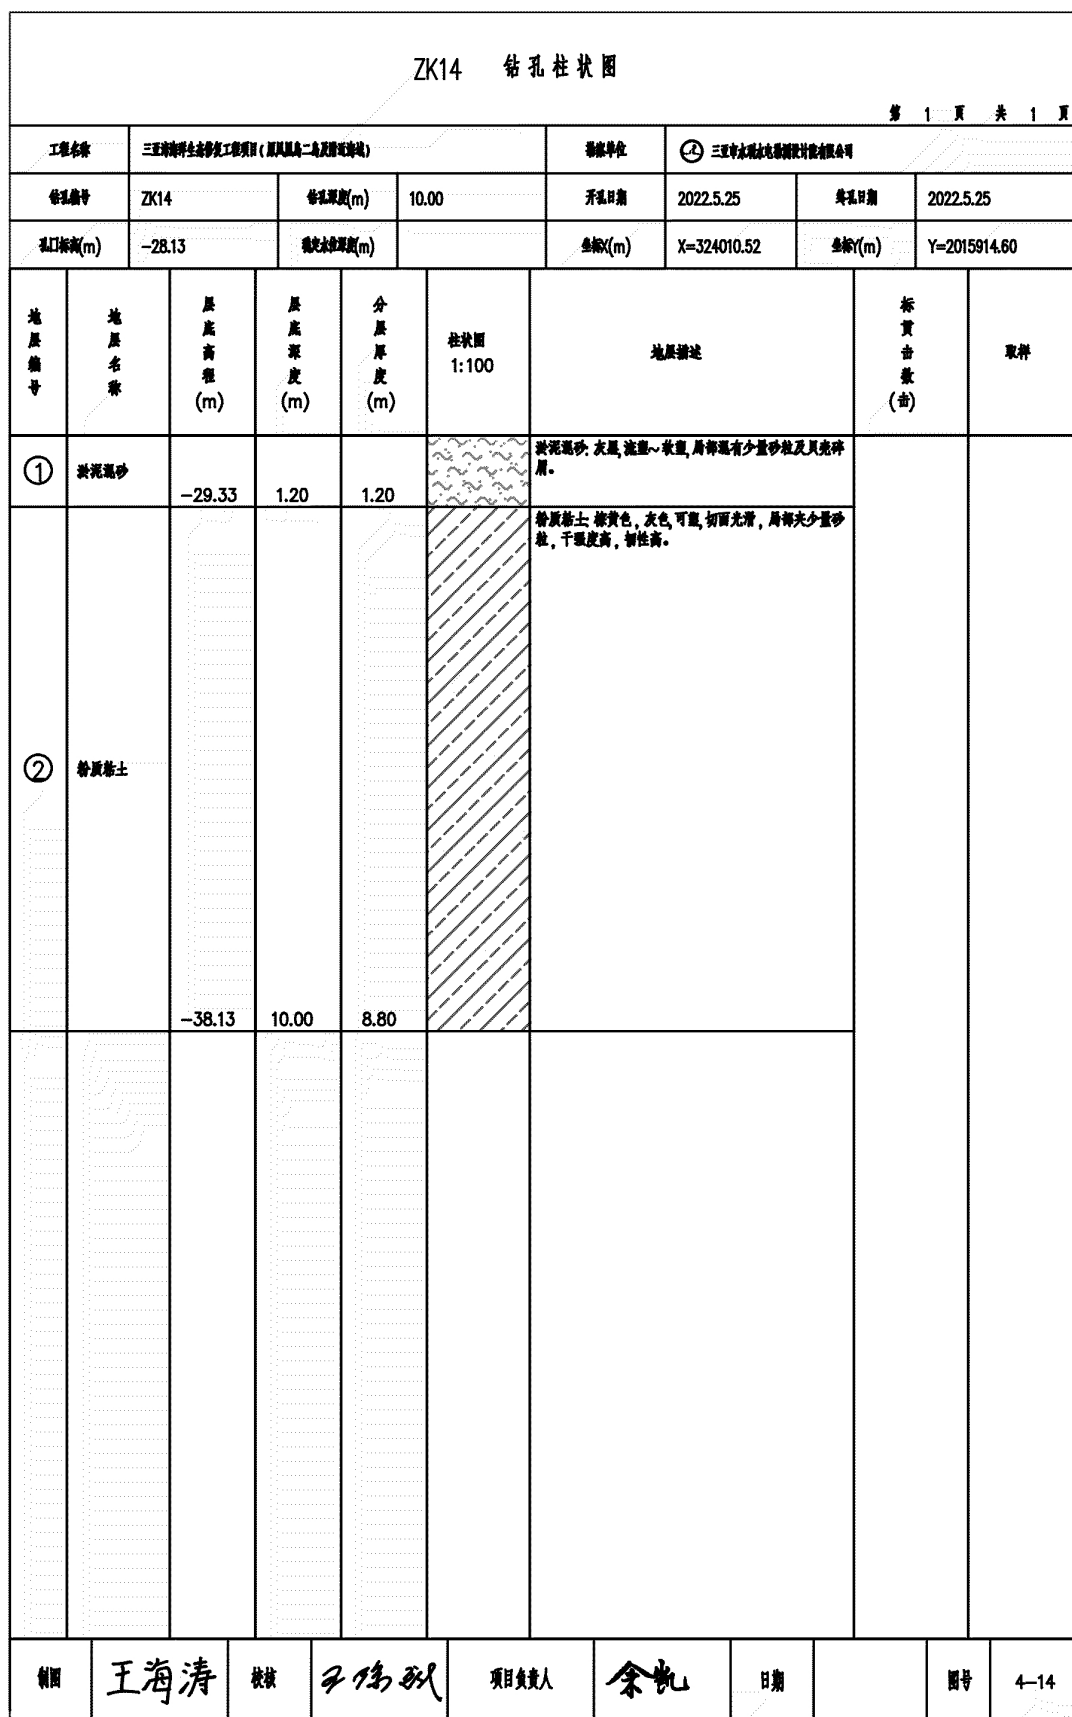 ZK14 钻孔柱状图
第 1 页 共 1 页
工程名称 三亚湾海洋生态修复工程项目(原凤凰岛二岛及附近海域) 勘察单位 三亚市水利水电勘测设计院有限公司
钻孔编号 ZK14 钻孔深度(m) 10.00 开孔日期 2022.5.25 终孔日期 2022.5.25
孔口标高(m) -28.13 稳定水位深度(m) 坐标X(m) X=324010.52 坐标Y(m) Y=2015914.60
地层编号 地层名称 层底高程(m) 层底深度(m) 分层厚度(m) 柱状图 1:100 地层描述 标贯击数(击) 取样
① 淤泥混砂 -29.33 1.20 1.20 淤泥混砂: 灰黑,流塑~软塑,局部混有少量砂粒及贝壳碎
屑。
② 粉质粘土 -38.13 10.00 8.80 粉质粘土: 棕黄色,灰色,可塑,切面光滑,局部夹少量砂
粒,干强度高,韧性高。
制图 王海涛 校核 项目负责人 余凯 日期 图号 4-14